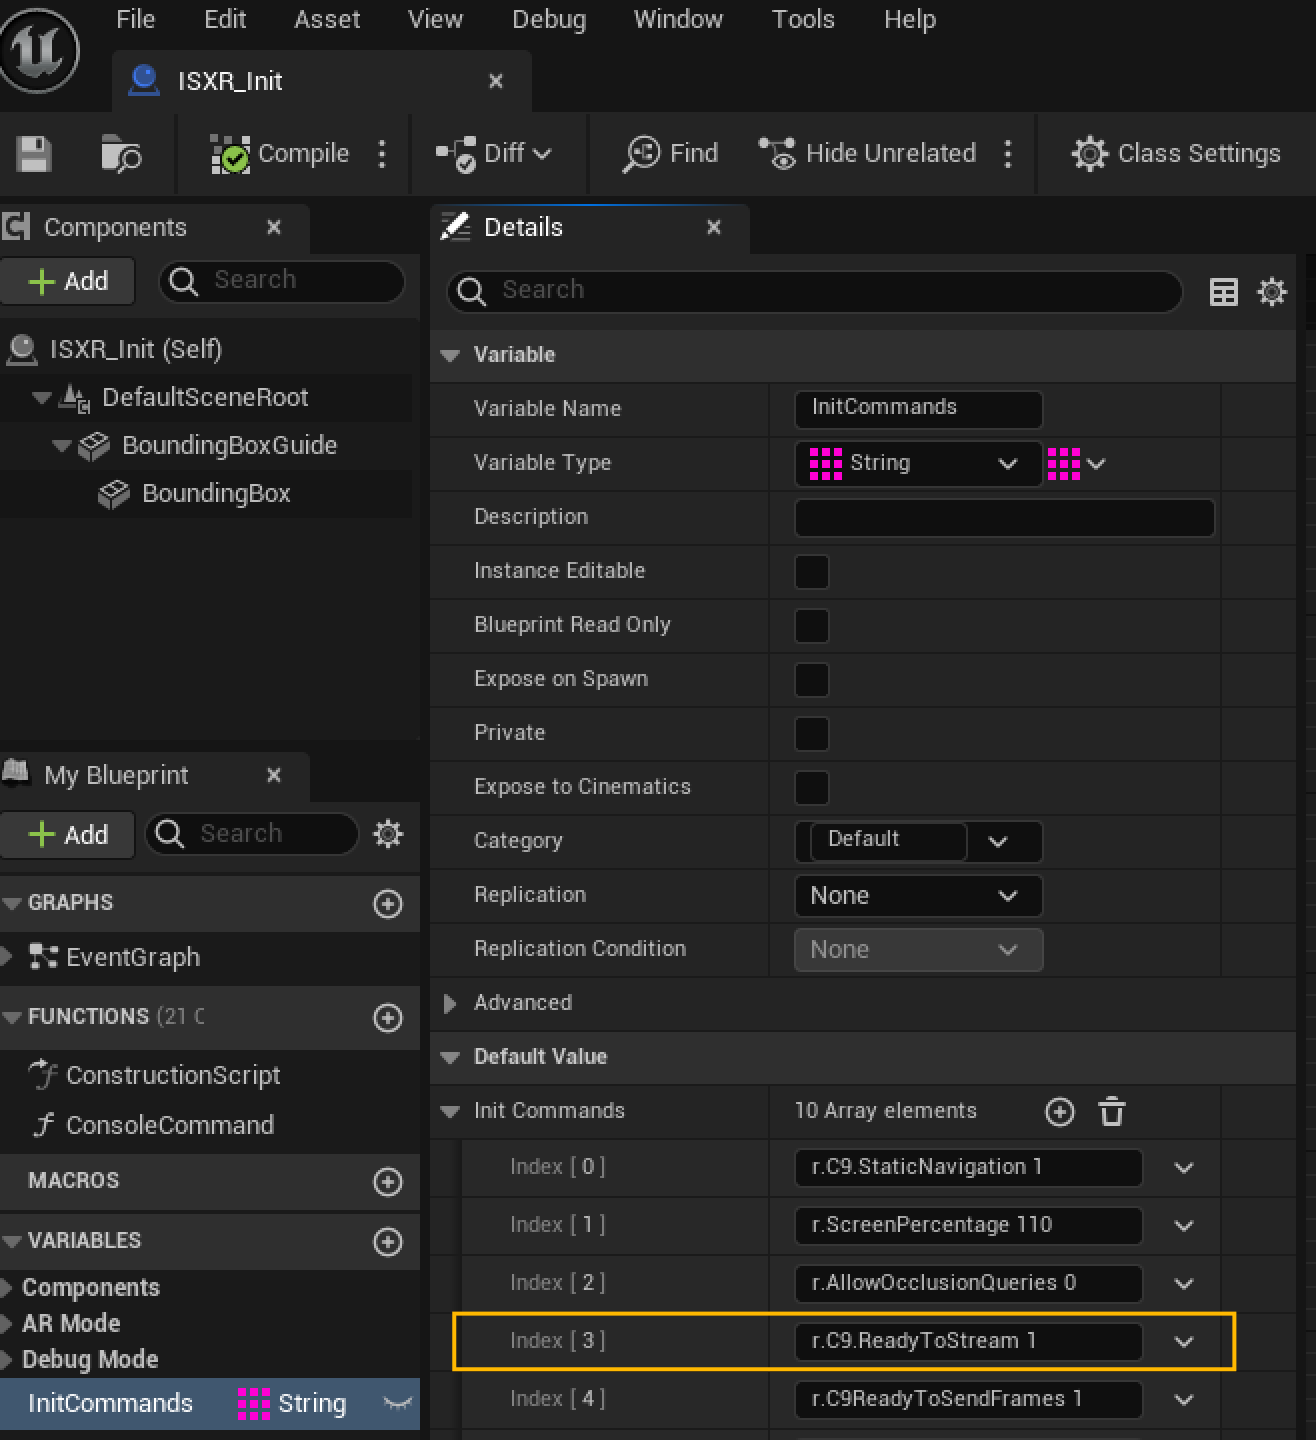 File Edit Asset View Debug Window Tools Help
ISXR_Init
Compile Diff Find Hide Unrelated Class Settings
Components
Add Search
ISXR_Init (Self)
DefaultSceneRoot
BoundingBoxGuide
BoundingBox
My Blueprint
Add Search
GRAPHS
EventGraph
FUNCTIONS (21 C
ConstructionScript
ConsoleCommand
MACROS
VARIABLES
Components
AR Mode
Debug Mode
InitCommands String
Details
Search
Variable
Variable Name InitCommands
Variable Type String
Description
Instance Editable
Blueprint Read Only
Expose on Spawn
Private
Expose to Cinematics
Category Default
Replication None
Replication Condition None
Advanced
Default Value
Init Commands 10 Array elements
Index [ 0 ] r.C9.StaticNavigation 1
Index [ 1 ] r.ScreenPercentage 110
Index [ 2 ] r.AllowOcclusionQueries 0
Index [ 3 ] r.C9.ReadyToStream 1
Index [ 4 ] r.C9ReadyToSendFrames 1